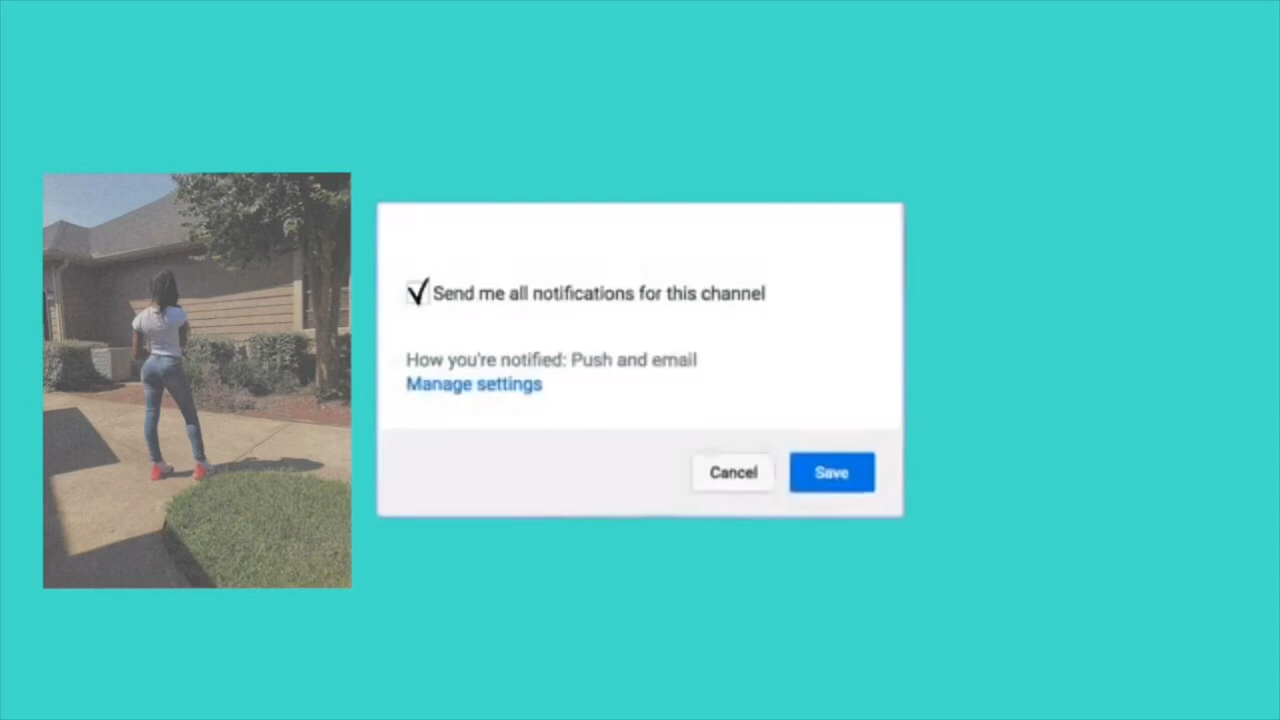 Send me all notifications for this channel
How you're notified: Push and email
Manage settings
Cancel Save